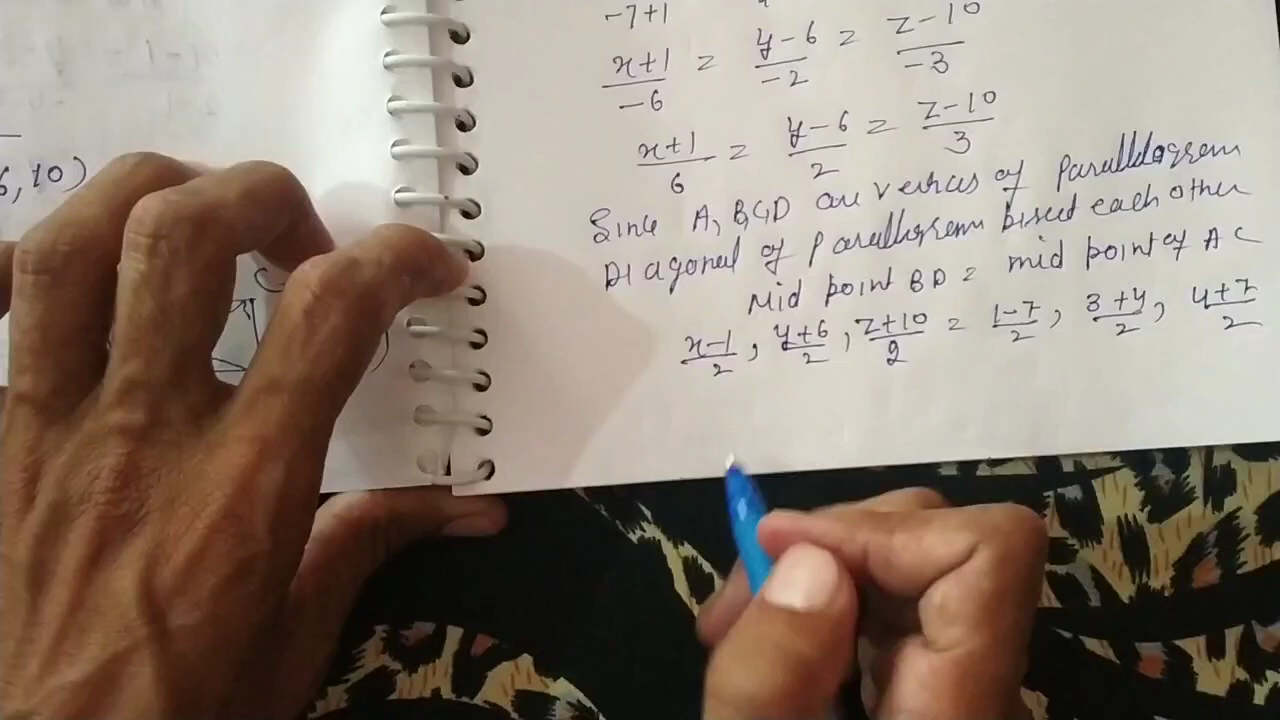 6, 10)
C
-7+1
x+1/-6 = y-6/-2 = z-10/-3
x+1/6 = y-6/2 = z-10/3
Since A, B, C, D are vertices of Parallelogram
Diagonal of parallelogram bisect each other
Mid point BD = mid point of AC
x-1/2, y+6/2, z+10/2 = 1-7/2, 3+4/2, 4+7/2